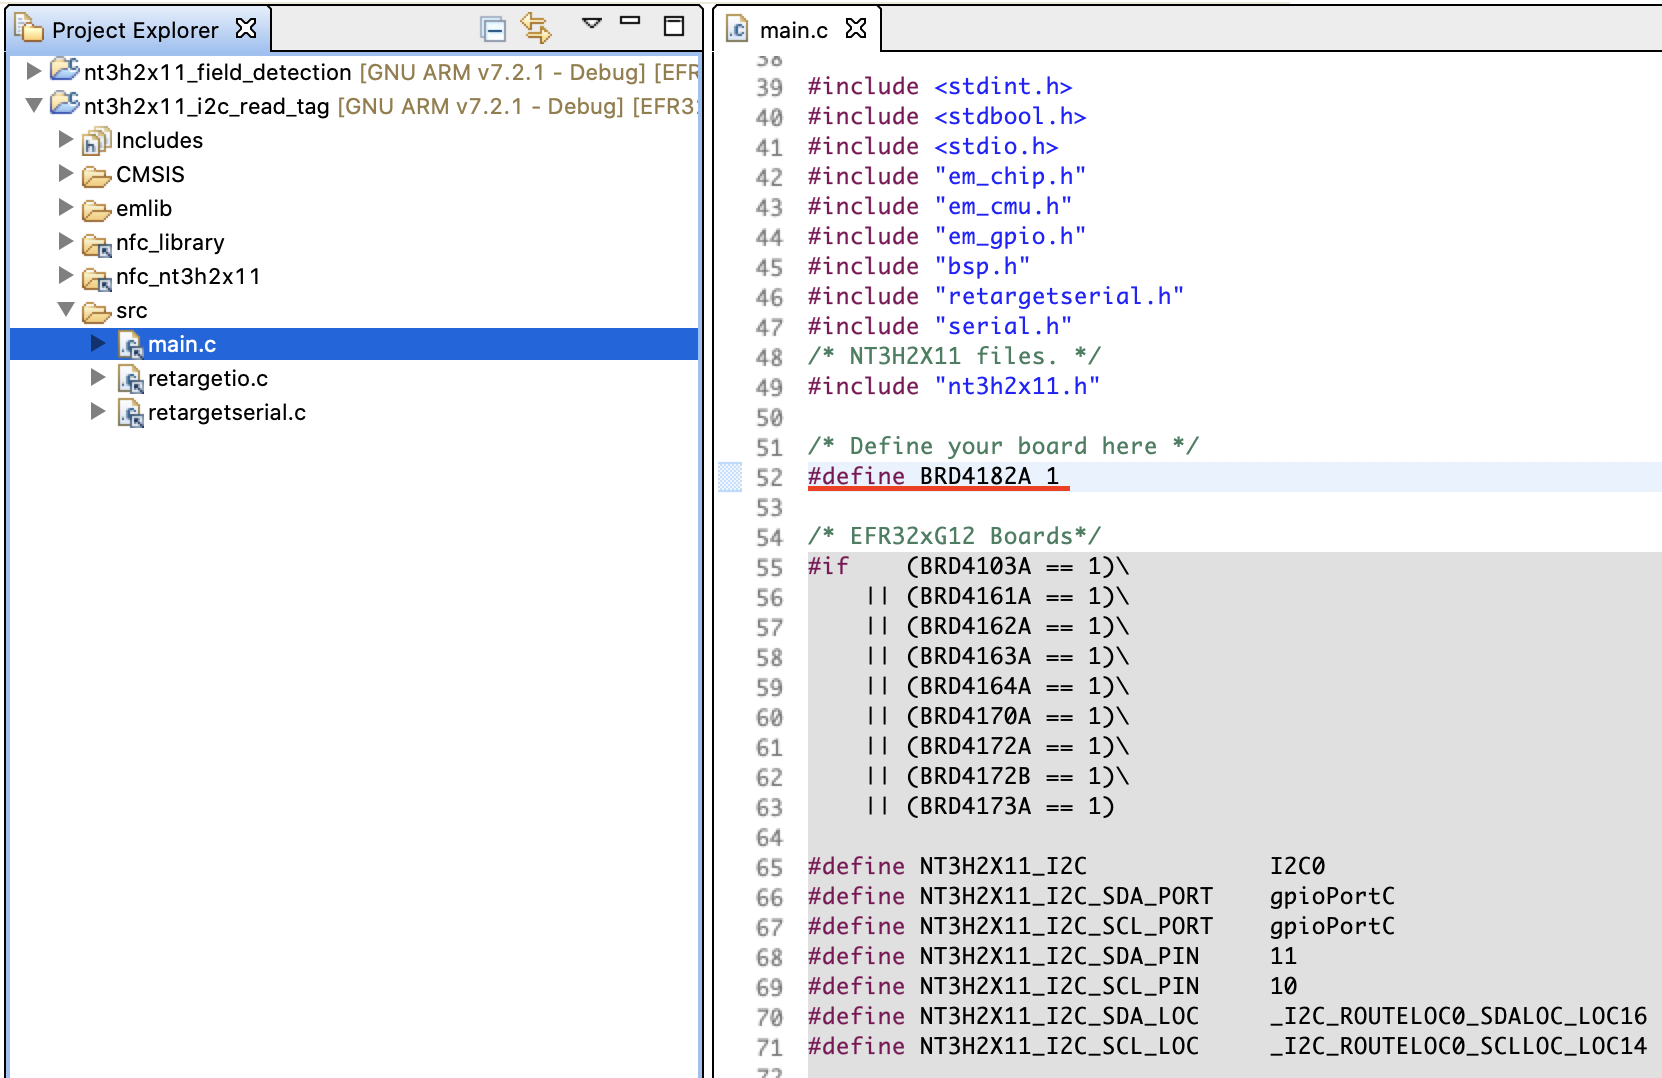 Project Explorer
nt3h2x11_field_detection [GNU ARM v7.2.1 - Debug] [EFR
nt3h2x11_i2c_read_tag [GNU ARM v7.2.1 - Debug] [EFR3
Includes
CMSIS
emlib
nfc_library
nfc_nt3h2x11
src
main.c
retargetio.c
retargetserial.c
main.c
38
39 #include <stdint.h>
40 #include <stdbool.h>
41 #include <stdio.h>
42 #include "em_chip.h"
43 #include "em_cmu.h"
44 #include "em_gpio.h"
45 #include "bsp.h"
46 #include "retargetserial.h"
47 #include "serial.h"
48 /* NT3H2X11 files. */
49 #include "nt3h2x11.h"
50
51 /* Define your board here */
52 #define BRD4182A 1
53
54 /* EFR32xG12 Boards*/
55 #if    (BRD4103A == 1)\
56     || (BRD4161A == 1)\
57     || (BRD4162A == 1)\
58     || (BRD4163A == 1)\
59     || (BRD4164A == 1)\
60     || (BRD4170A == 1)\
61     || (BRD4172A == 1)\
62     || (BRD4172B == 1)\
63     || (BRD4173A == 1)
64
65 #define NT3H2X11_I2C             I2C0
66 #define NT3H2X11_I2C_SDA_PORT    gpioPortC
67 #define NT3H2X11_I2C_SCL_PORT    gpioPortC
68 #define NT3H2X11_I2C_SDA_PIN     11
69 #define NT3H2X11_I2C_SCL_PIN     10
70 #define NT3H2X11_I2C_SDA_LOC     _I2C_ROUTELOC0_SDALOC_LOC16
71 #define NT3H2X11_I2C_SCL_LOC     _I2C_ROUTELOC0_SCLLOC_LOC14
72